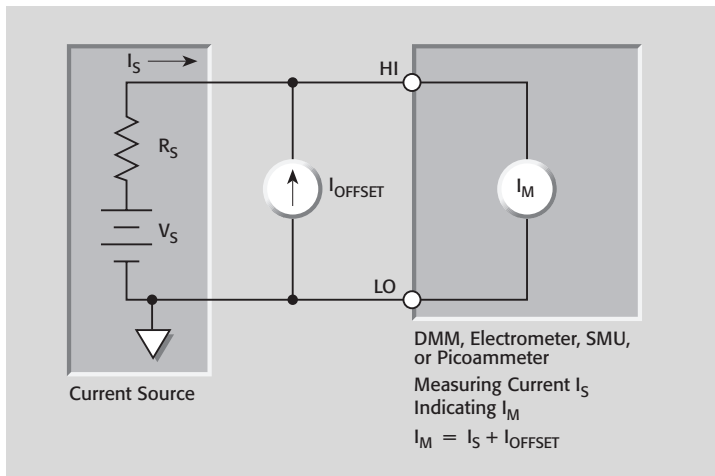 I_S
R_S
V_S
I_OFFSET
HI
LO
I_M
Current Source
DMM, Electrometer, SMU,
or Picoammeter
Measuring Current I_S
Indicating I_M
I_M = I_S + I_OFFSET